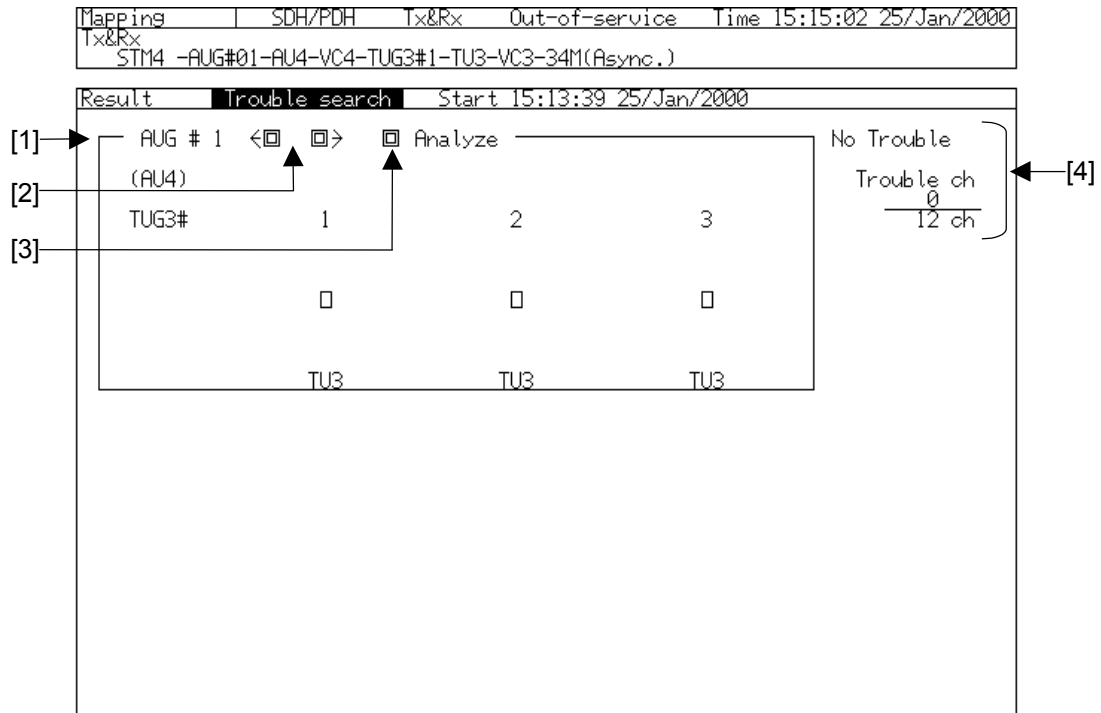 Mapping | SDH/PDH Tx&Rx Out-of-service Time 15:15:02 25/Jan/2000
Tx&Rx
STM4 -AUG#01-AU4-VC4-TUG3#1-TU3-VC3-34M(Async.)
Result Trouble search Start 15:13:39 25/Jan/2000
[1] AUG # 1 <□ □> □ Analyze No Trouble
[2] (AU4) Trouble ch [4]
0
TUG3# 1 2 3 12 ch
[3]
□ □ □
TU3 TU3 TU3